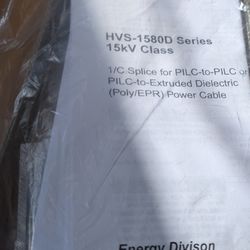 HVS-1580D Series
15kV Class
1/C Splice for PILC-to-PILC or
PILC-to-Extruded Dielectric
(Poly/EPR) Power Cable
Energy Divison